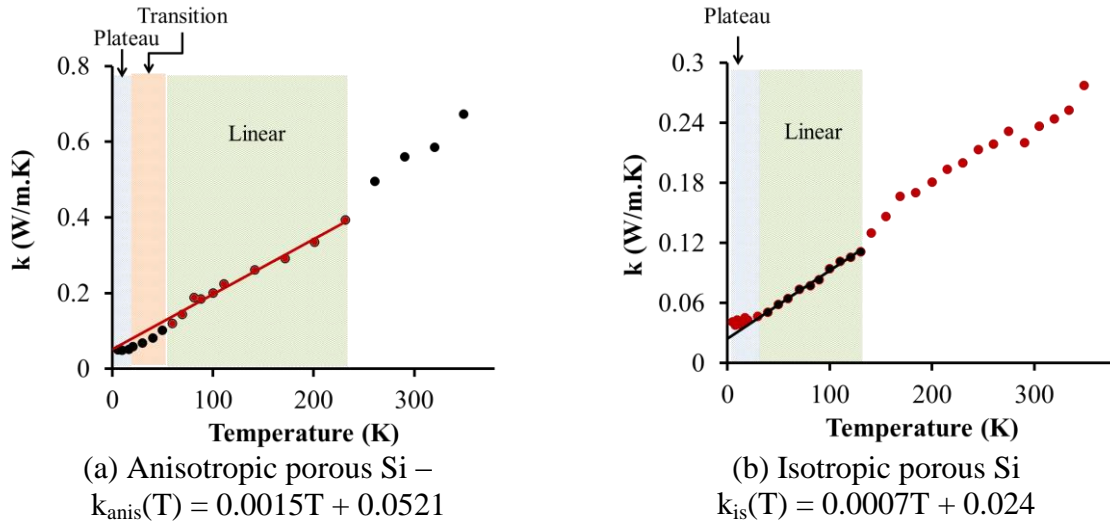 Transition
Plateau
0.8
0.6
0.4
0.2
0
k (W/m.K)
Linear
0 100 200 300
Temperature (K)
(a) Anisotropic porous Si –
k_anis(T) = 0.0015T + 0.0521
Plateau
0.3
0.24
0.18
0.12
0.06
0
k (W/m.K)
Linear
0 100 200 300
Temperature (K)
(b) Isotropic porous Si
k_is(T) = 0.0007T + 0.024